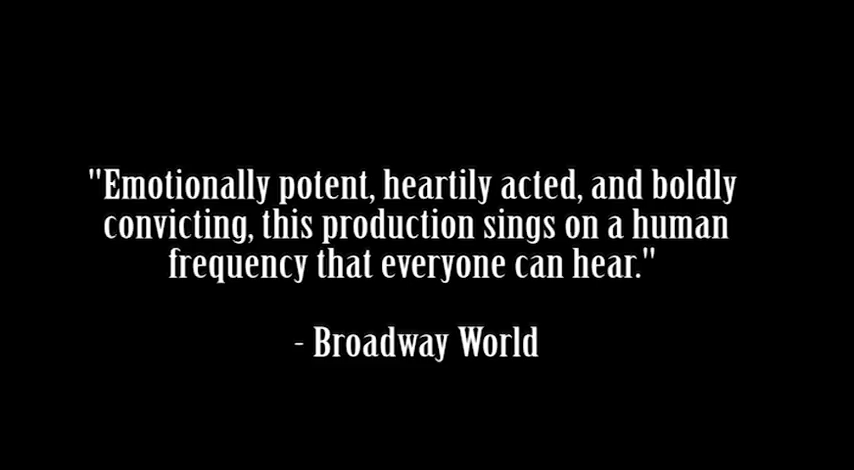 "Emotionally potent, heartily acted, and boldly
convicting, this production sings on a human
frequency that everyone can hear."
- Broadway World